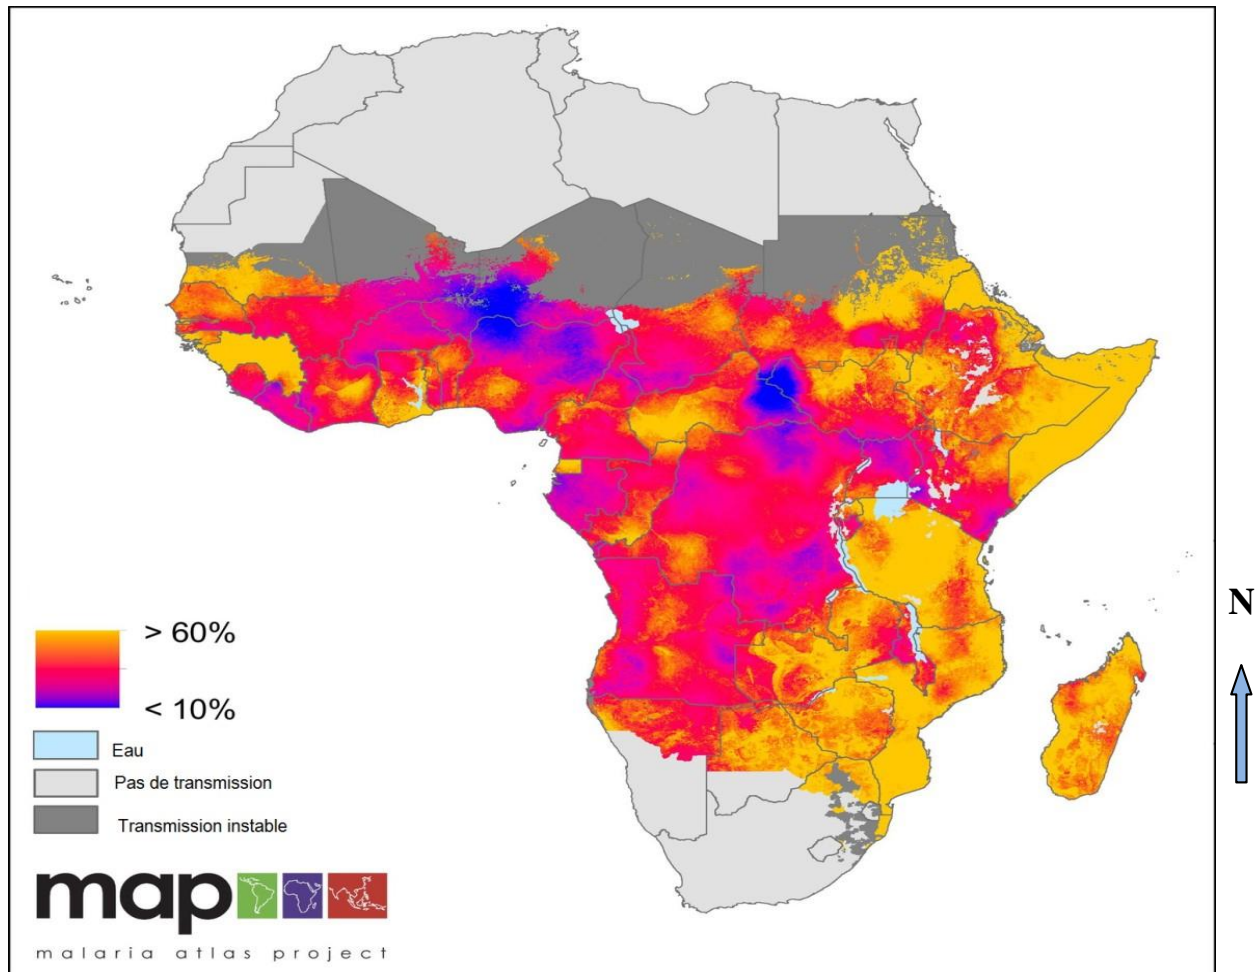 N
> 60%
< 10%
Eau
Pas de transmission
Transmission instable
map
malaria atlas project